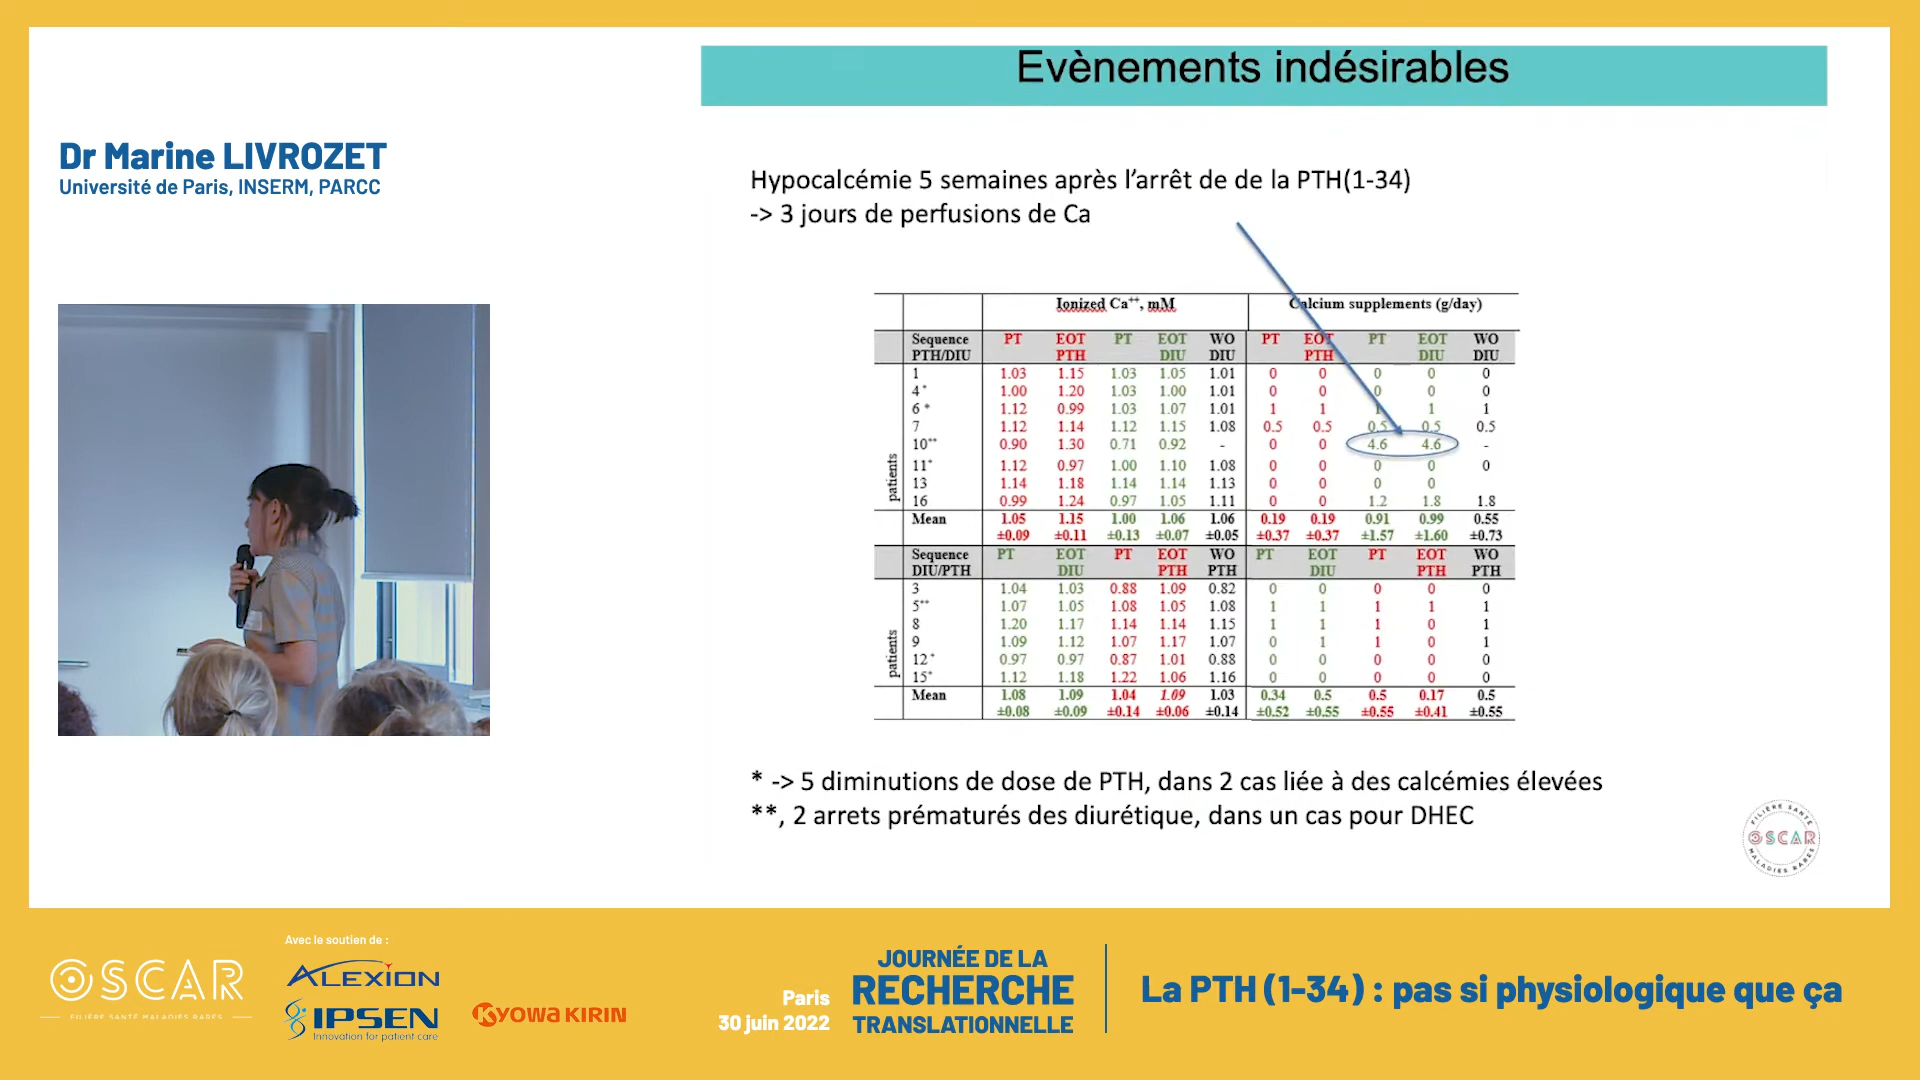 Evènements indésirables
Dr Marine LIVROZET
Université de Paris, INSERM, PARCC
Hypocalcémie 5 semaines après l’arrêt de de la PTH(1-34)
-> 3 jours de perfusions de Ca
Ionized Ca++, mM Calcium supplements (g/day)
Sequence PT EOT PT EOT WO PT EOT PT EOT WO
PTH/DIU PTH DIU DIU PTH DIU DIU
1 1.03 1.15 1.03 1.05 1.01 0 0 0 0 0
4* 1.00 1.20 1.03 1.00 1.01 0 0 0 0 0
6* 1.12 0.99 1.03 1.07 1.01 1 1 1 1 1
7 1.12 1.14 1.12 1.15 1.08 0.5 0.5 0.5 0.5 0.5
10** 0.90 1.30 0.71 0.92 - 0 0 4.6 4.6 -
patients
11* 1.12 0.97 1.00 1.10 1.08 0 0 0 0 0
13 1.14 1.18 1.14 1.14 1.13 0 0 0 0
16 0.99 1.24 0.97 1.05 1.11 0 0 1.2 1.8 1.8
Mean 1.05 1.15 1.00 1.06 1.06 0.19 0.19 0.91 0.99 0.55
±0.09 ±0.11 ±0.13 ±0.07 ±0.05 ±0.37 ±0.37 ±1.57 ±1.60 ±0.73
Sequence PT EOT PT EOT WO PT EOT PT EOT WO
DIU/PTH DIU PTH PTH DIU PTH PTH
3 1.04 1.03 0.88 1.09 0.82 0 0 0 0 0
5** 1.07 1.05 1.08 1.05 1.08 1 1 1 1 1
8 1.20 1.17 1.14 1.14 1.15 1 1 1 0 1
9 1.09 1.12 1.07 1.17 1.07 0 1 1 0 1
patients
12* 0.97 0.97 0.87 1.01 0.88 0 0 0 0 0
15* 1.12 1.18 1.22 1.06 1.16 0 0 0 0 0
Mean 1.08 1.09 1.04 1.09 1.03 0.34 0.5 0.5 0.17 0.5
±0.08 ±0.09 ±0.14 ±0.06 ±0.14 ±0.52 ±0.55 ±0.55 ±0.41 ±0.55
* -> 5 diminutions de dose de PTH, dans 2 cas liée à des calcémies élevées
**, 2 arrets prématurés des diurétique, dans un cas pour DHEC
FILIÈRE SANTÉ
OSCAR
MALADIES RARES
OSCAR
FILIÈRE SANTÉ MALADIES RARES
Avec le soutien de :
ALEXION
IPSEN
Innovation for patient care
KYOWA KIRIN
Paris
30 juin 2022
JOURNÉE DE LA
RECHERCHE
TRANSLATIONNELLE
La PTH (1-34) : pas si physiologique que ça